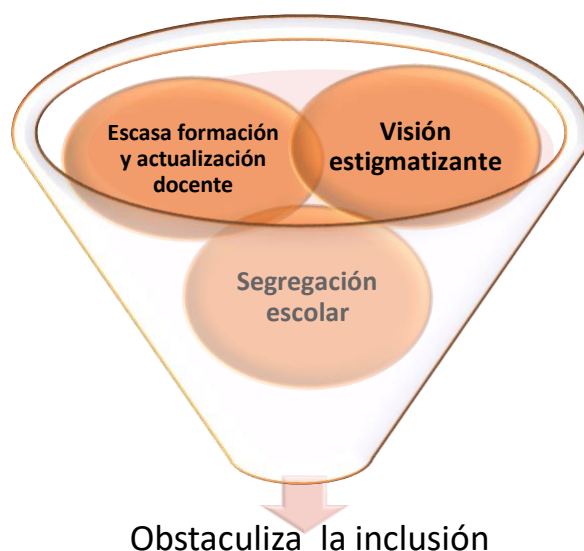 Escasa formación
y actualización
docente
Visión
estigmatizante
Segregación
escolar
Obstaculiza  la inclusión